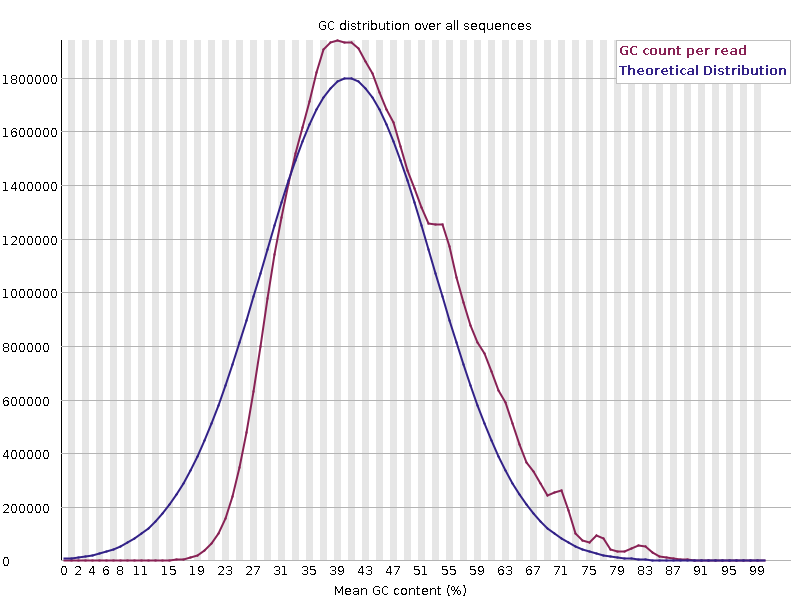 GC distribution over all sequences
GC count per read
Theoretical Distribution
1800000
1600000
1400000
1200000
1000000
800000
600000
400000
200000
0
0 2 4 6 8 11 15 19 23 27 31 35 39 43 47 51 55 59 63 67 71 75 79 83 87 91 95 99
Mean GC content (%)